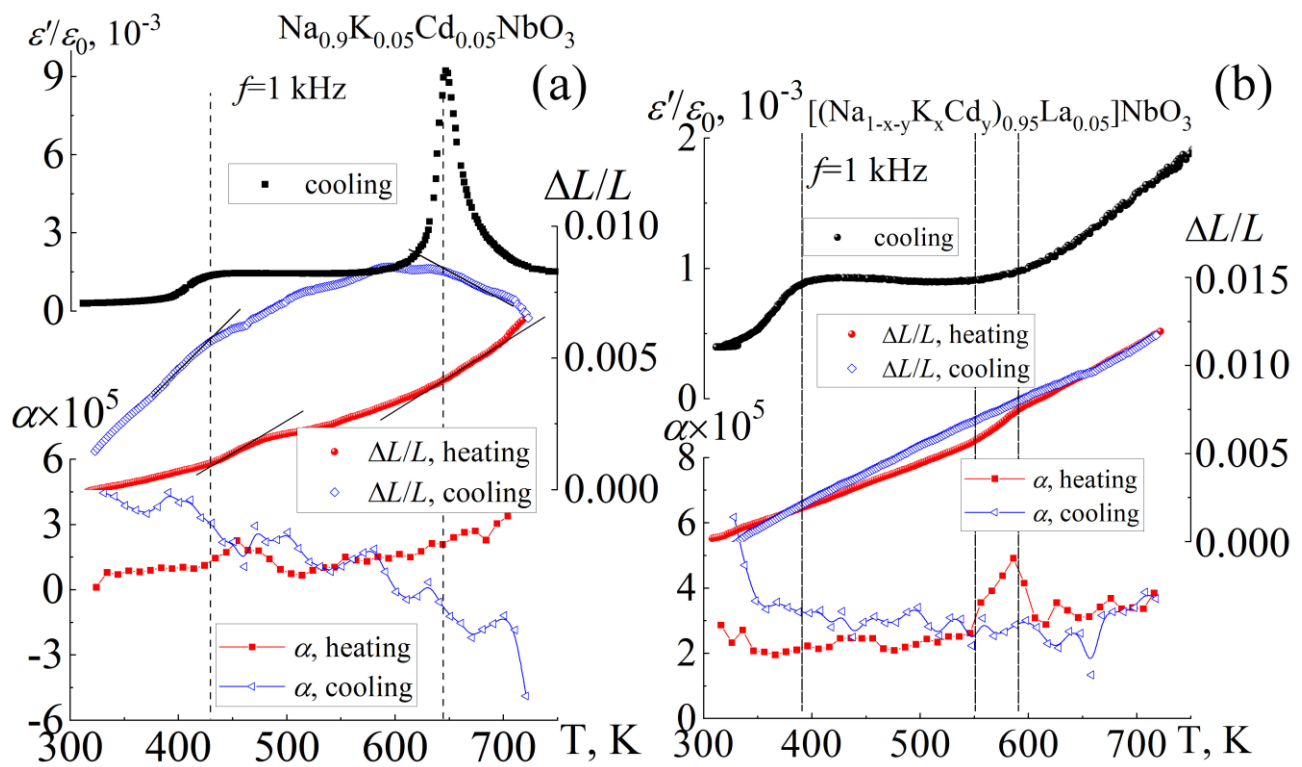 ε'/ε₀, 10⁻³
Na₀.₉K₀.₀₅Cd₀.₀₅NbO₃
(a)
f=1 kHz
cooling
ΔL/L
9
6
3
0
0.010
0.005
0.000
α×10⁵
ΔL/L, heating
ΔL/L, cooling
6
3
0
-3
-6
α, heating
α, cooling
300 400 500 600 700 T, K
(b)
ε'/ε₀, 10⁻³
[(Na₁₋ₓ₋ᵧKₓCdᵧ)₀.₉₅La₀.₀₅]NbO₃
f=1 kHz
cooling
ΔL/L
2
1
0
0.015
0.010
0.005
0.000
ΔL/L, heating
ΔL/L, cooling
α×10⁵
8
6
4
2
0
α, heating
α, cooling
300 400 500 600 700 T, K